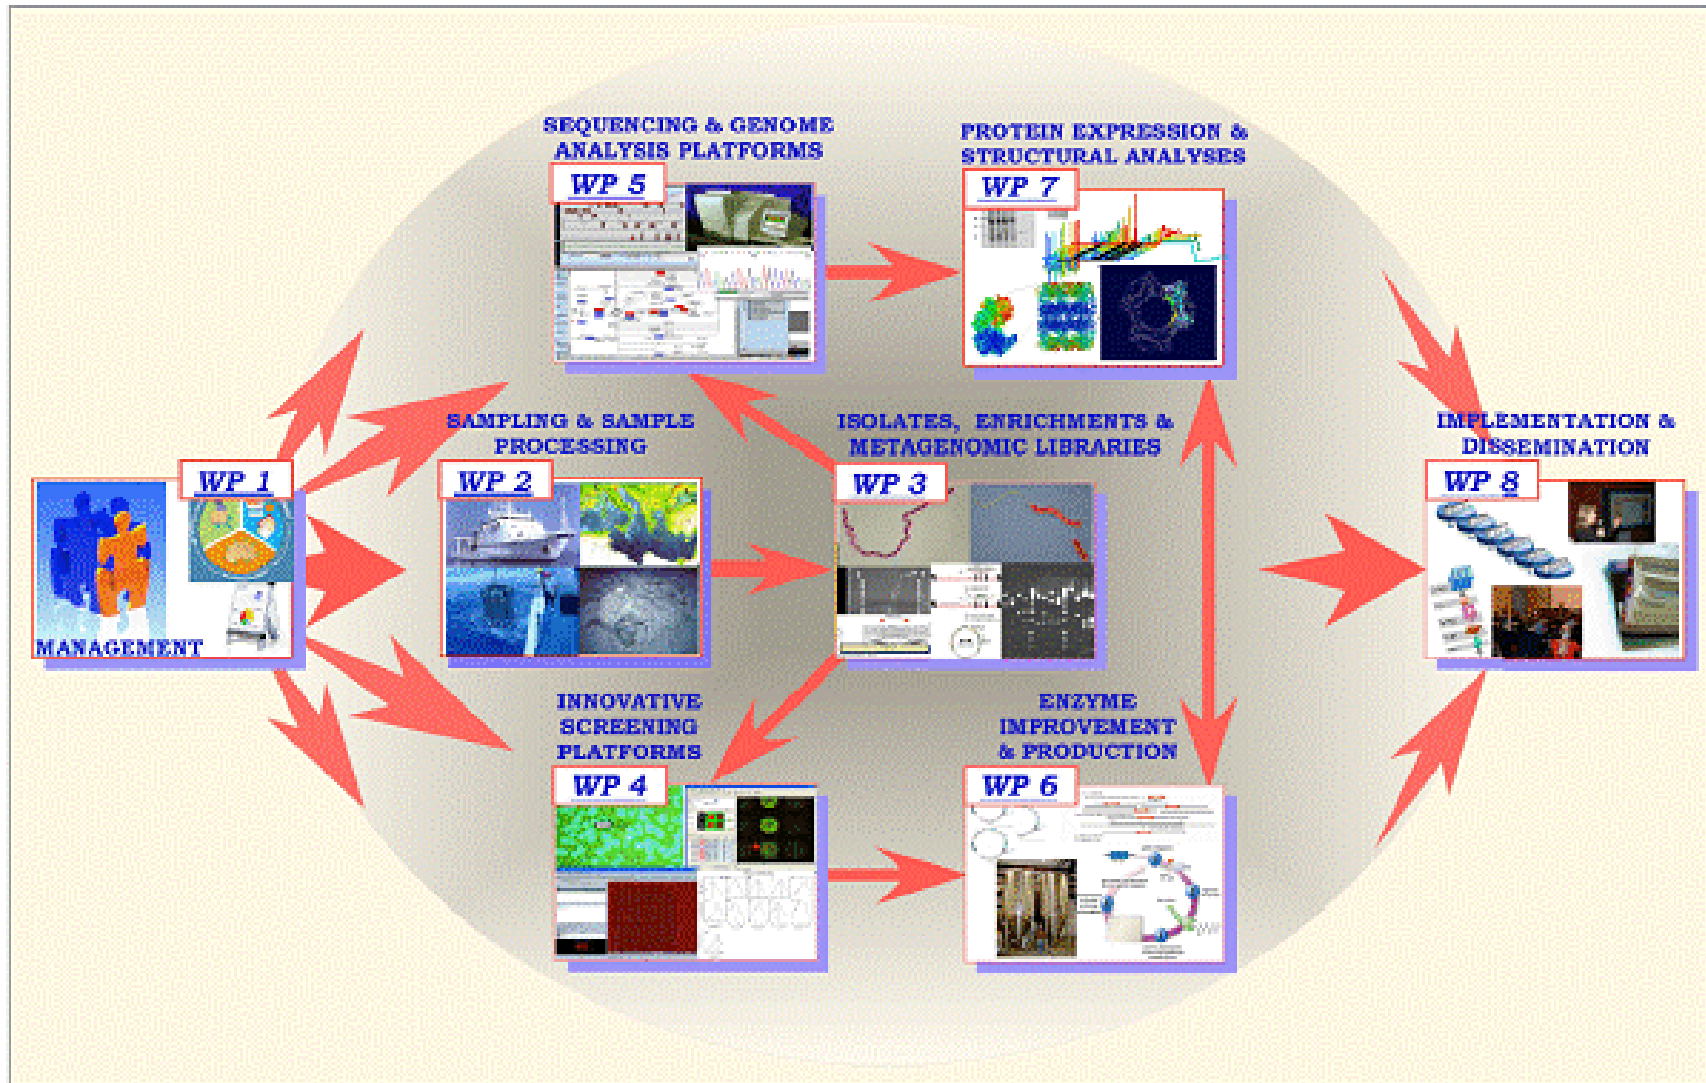 SEQUENCING & GENOME
ANALYSIS PLATFORMS
WP 5
PROTEIN EXPRESSION &
STRUCTURAL ANALYSES
WP 7
SAMPLING & SAMPLE
PROCESSING
WP 2
ISOLATES, ENRICHMENTS &
METAGENOMIC LIBRARIES
WP 3
IMPLEMENTATION &
DISSEMINATION
WP 8
WP 1
MANAGEMENT
INNOVATIVE
SCREENING
PLATFORMS
WP 4
ENZYME
IMPROVEMENT
& PRODUCTION
WP 6